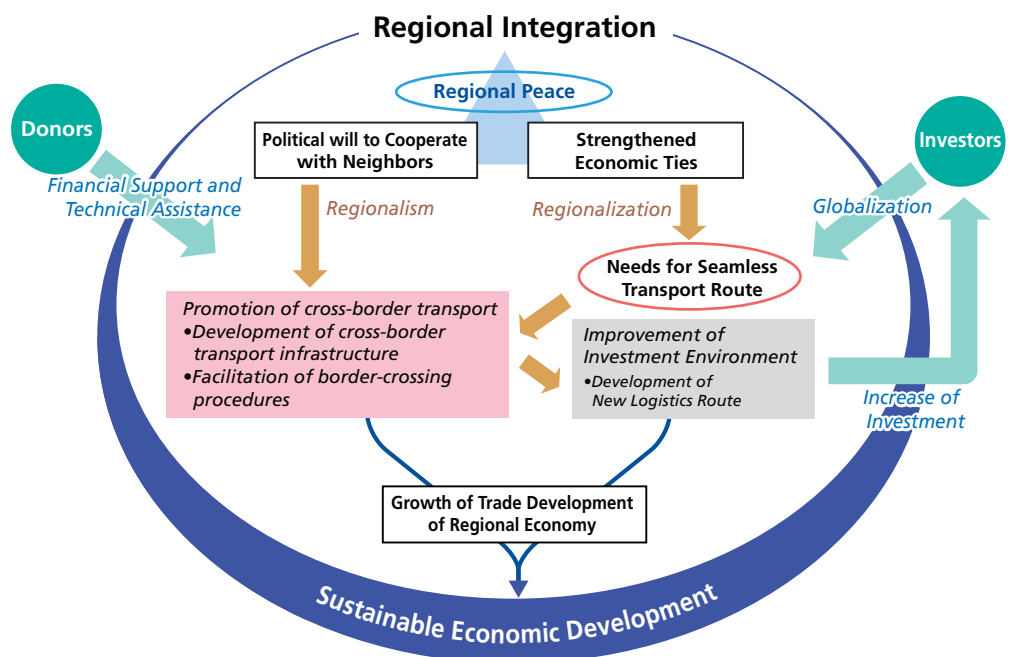 Regional Integration
Regional Peace
Donors
Investors
Political will to Cooperate
with Neighbors
Strengthened
Economic Ties
Financial Support and
Technical Assistance
Regionalism
Regionalization
Globalization
Needs for Seamless
Transport Route
Promotion of cross-border transport
•Development of cross-border
transport infrastructure
•Facilitation of border-crossing
procedures
Improvement of
Investment Environment
•Development of
New Logistics Route
Increase of
Investment
Growth of Trade Development
of Regional Economy
Sustainable Economic Development